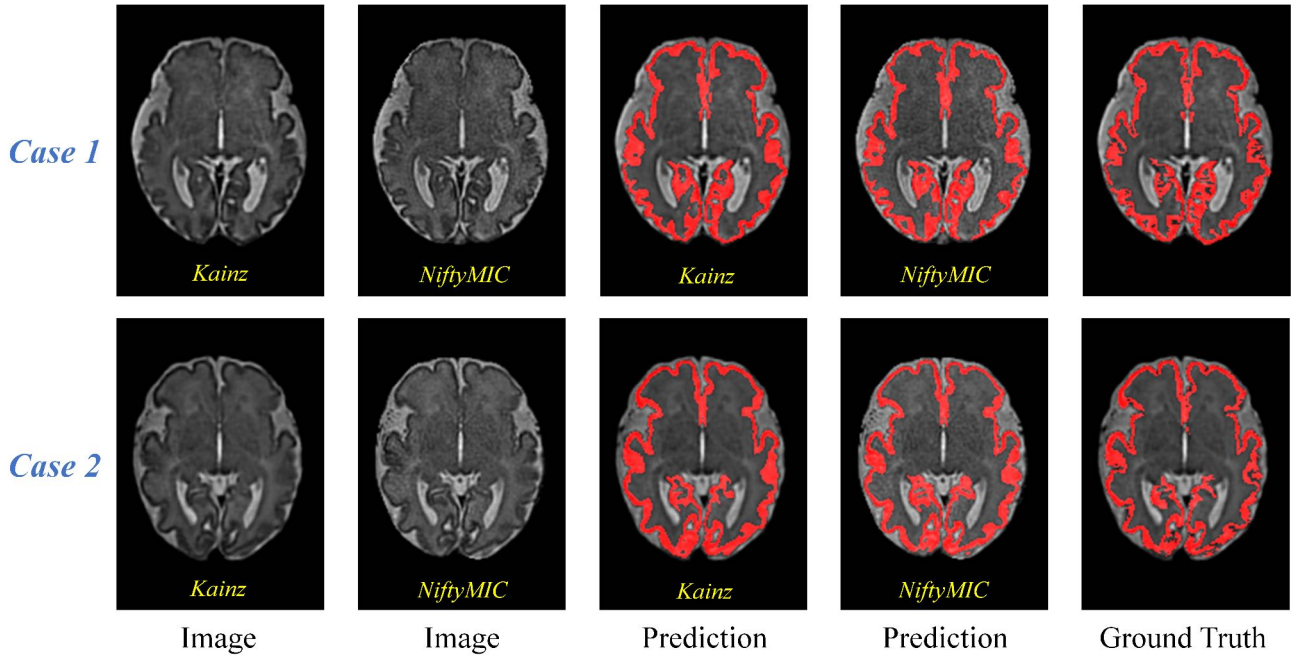 Case 1
Kainz
NiftyMIC
Kainz
NiftyMIC
Case 2
Kainz
NiftyMIC
Kainz
NiftyMIC
Image
Image
Prediction
Prediction
Ground Truth